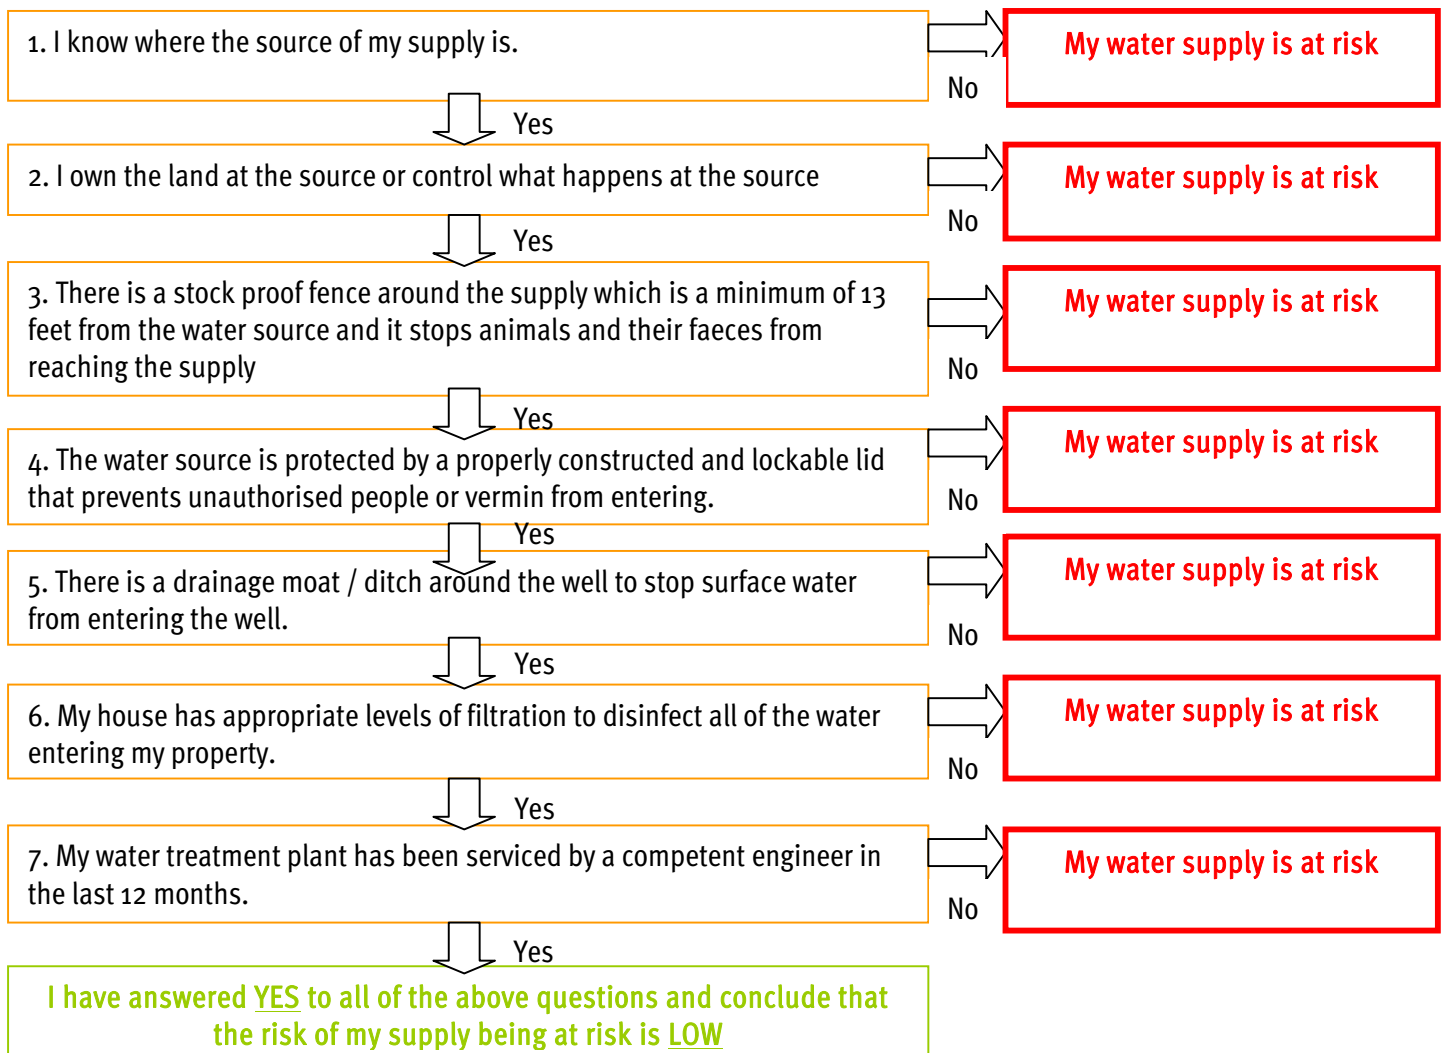 1. I know where the source of my supply is.
My water supply is at risk
No
Yes
2. I own the land at the source or control what happens at the source
My water supply is at risk
No
Yes
3. There is a stock proof fence around the supply which is a minimum of 13
feet from the water source and it stops animals and their faeces from
reaching the supply
My water supply is at risk
No
Yes
4. The water source is protected by a properly constructed and lockable lid
that prevents unauthorised people or vermin from entering.
My water supply is at risk
No
Yes
5. There is a drainage moat / ditch around the well to stop surface water
from entering the well.
My water supply is at risk
No
Yes
6. My house has appropriate levels of filtration to disinfect all of the water
entering my property.
My water supply is at risk
No
Yes
7. My water treatment plant has been serviced by a competent engineer in
the last 12 months.
My water supply is at risk
No
Yes
I have answered YES to all of the above questions and conclude that
the risk of my supply being at risk is LOW